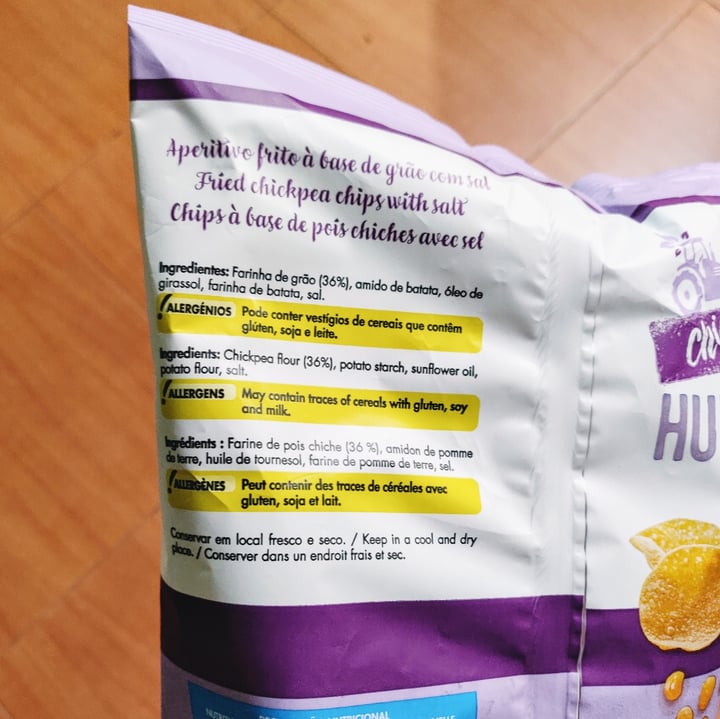 Aperitivo frito à base de grão com sal
Fried chickpea chips with salt
Chips à base de pois chiches avec sel
Ingredientes: Farinha de grão (36%), amido de batata, óleo de
girassol, farinha de batata, sal.
! ALERGÉNIOS Pode conter vestígios de cereais que contêm
glúten, soja e leite.
Ingredients: Chickpea flour (36%), potato starch, sunflower oil,
potato flour, salt.
! ALLERGENS May contain traces of cereals with gluten, soy
and milk.
Ingrédients : Farine de pois chiche (36 %), amidon de pomme
de terre, huile de tournesol, farine de pomme de terre, sel.
! ALLERGÈNES Peut contenir des traces de céréales avec
gluten, soja et lait.
Conservar em local fresco e seco. / Keep in a cool and dry
place. / Conserver dans un endroit frais et sec.
HU